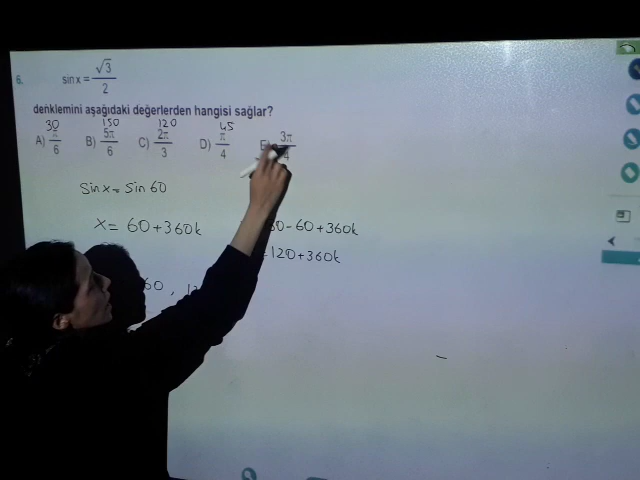 6. sin x = √3/2
denklemini aşağıdaki değerlerden hangisi sağlar?
30 150 120 45
A) π/6 B) 5π/6 C) 2π/3 D) π/4 E) 3π/4
Sinx = Sin 60
x = 60+360k 60+360k
120+360k
60,